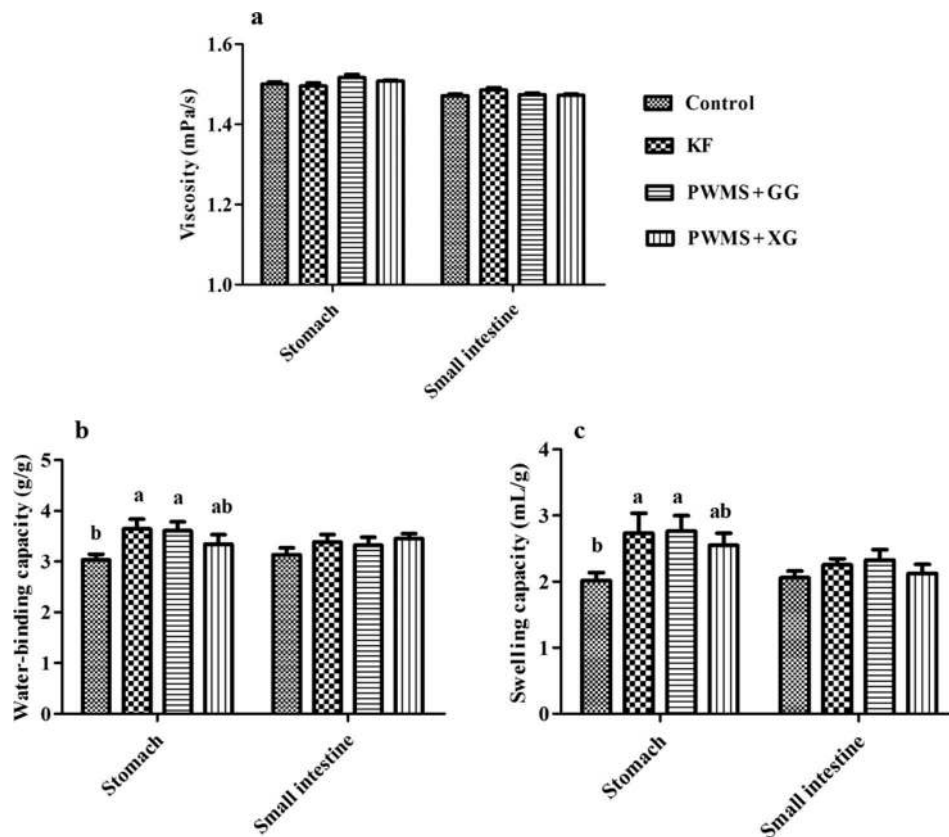 a
Viscosity (mPa/s)
1.6
1.4
1.2
1.0
Stomach
Small intestine
Control
KF
PWMS+GG
PWMS+XG
b
Water-binding capacity (g/g)
5
4
3
2
1
0
b
a
a
ab
Stomach
Small intestine
c
Swelling capacity (mL/g)
4
3
2
1
0
b
a
a
ab
Stomach
Small intestine